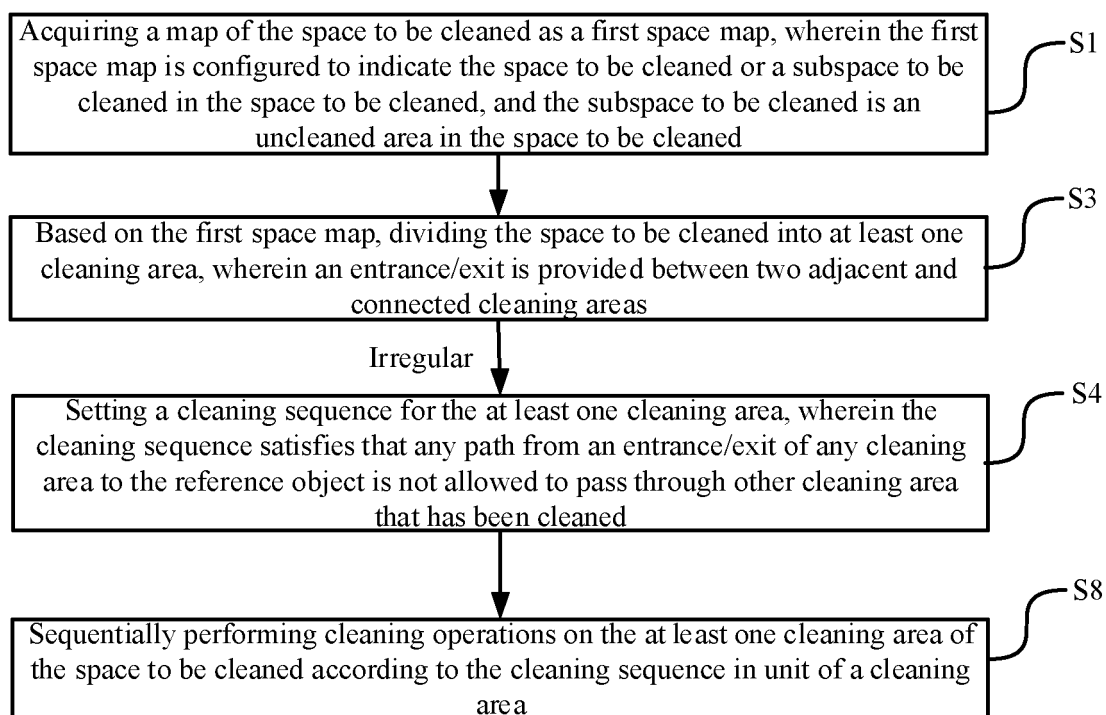 Acquiring a map of the space to be cleaned as a first space map, wherein the first
space map is configured to indicate the space to be cleaned or a subspace to be
cleaned in the space to be cleaned, and the subspace to be cleaned is an
uncleaned area in the space to be cleaned
S1
Based on the first space map, dividing the space to be cleaned into at least one
cleaning area, wherein an entrance/exit is provided between two adjacent and
connected cleaning areas
S3
Irregular
Setting a cleaning sequence for the at least one cleaning area, wherein the
cleaning sequence satisfies that any path from an entrance/exit of any cleaning
area to the reference object is not allowed to pass through other cleaning area
that has been cleaned
S4
Sequentially performing cleaning operations on the at least one cleaning area of
the space to be cleaned according to the cleaning sequence in unit of a cleaning
area
S8